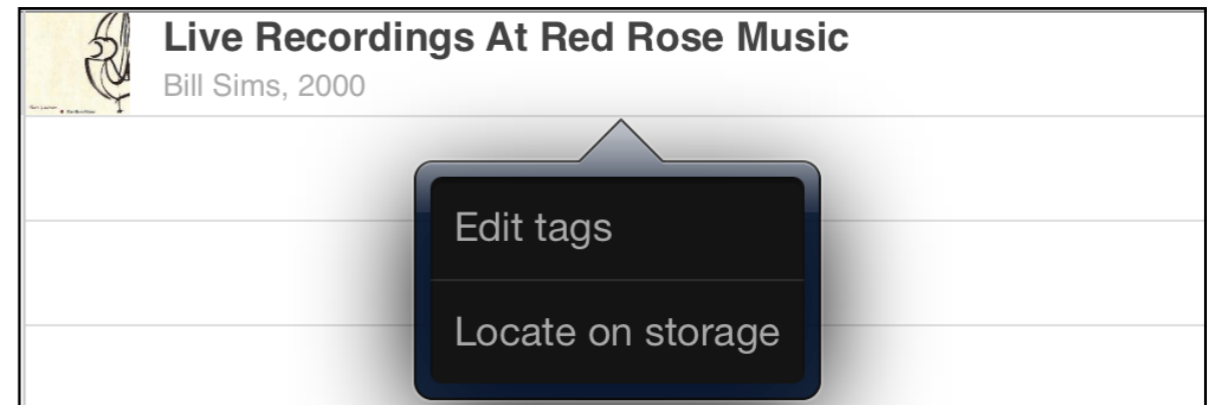 Live Recordings At Red Rose Music
Bill Sims, 2000
Edit tags
Locate on storage